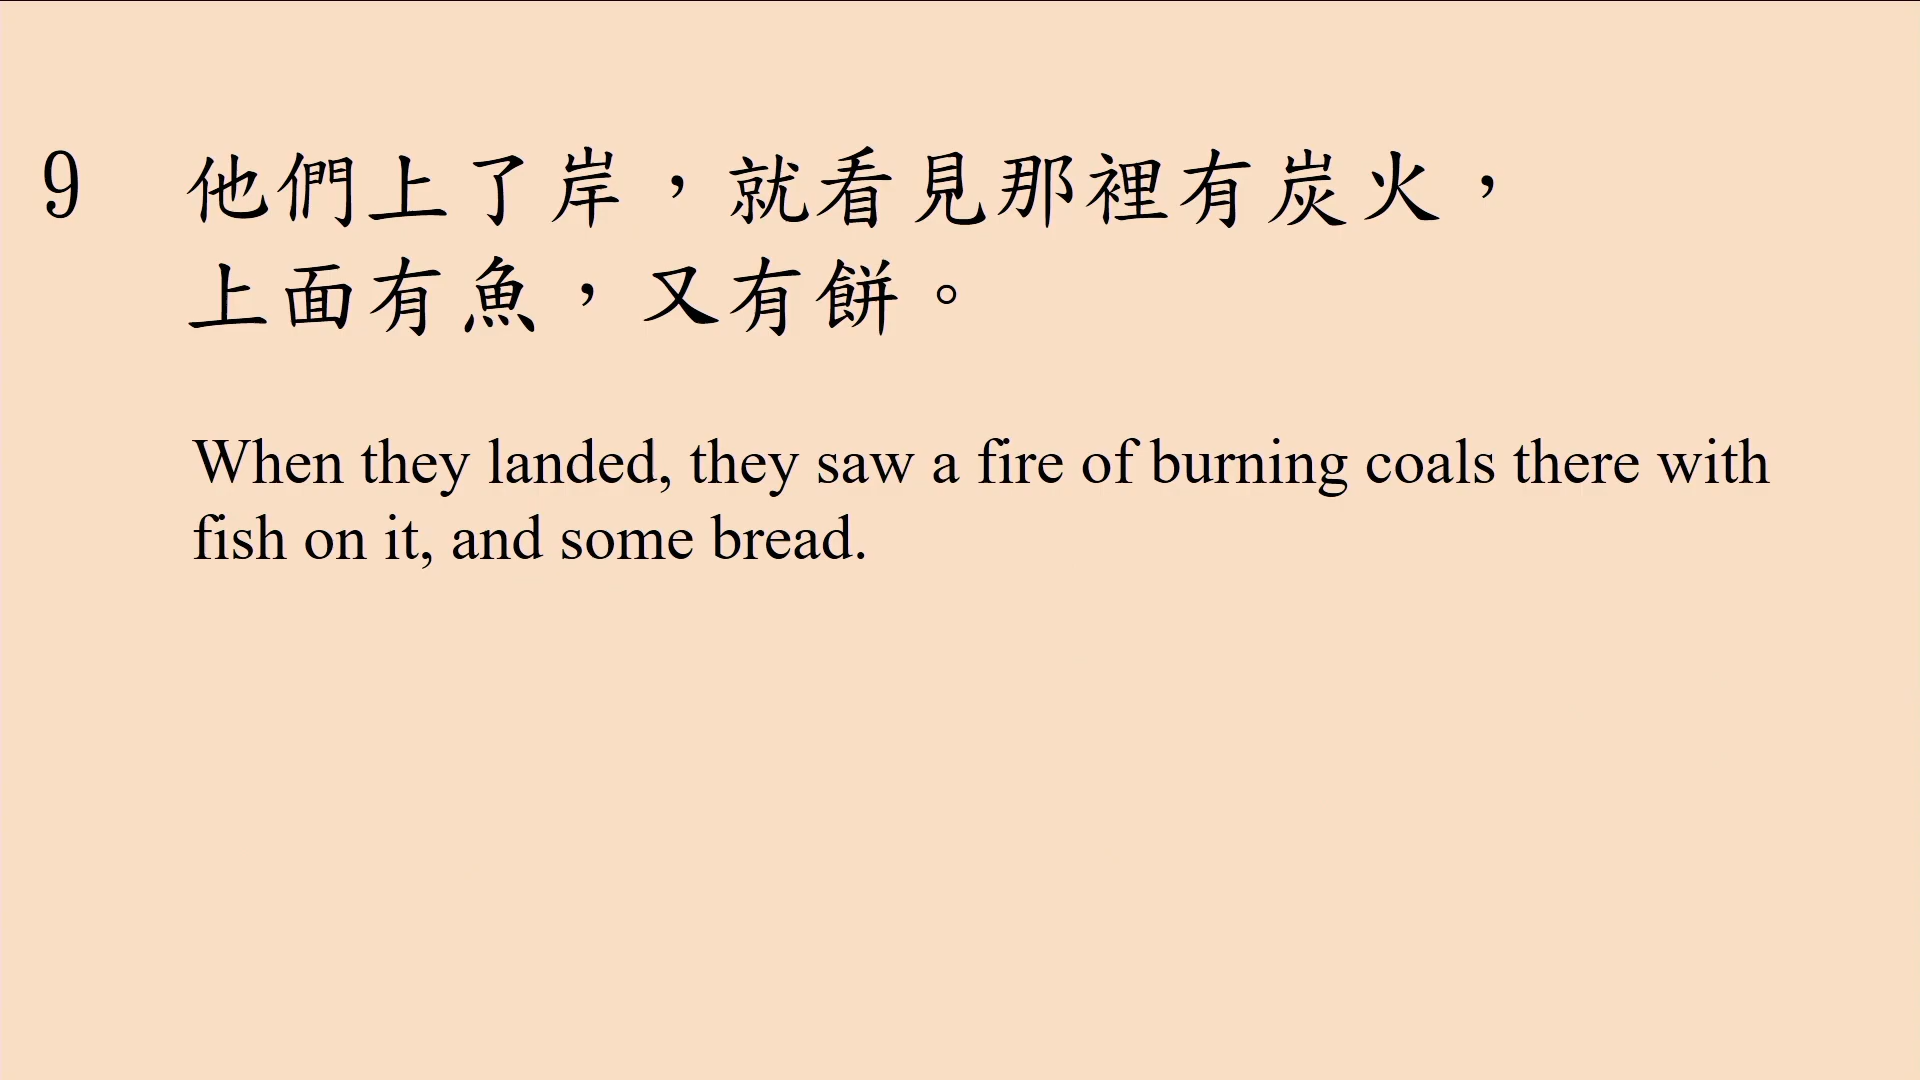 9 他們上了岸，就看見那裡有炭火，
上面有魚，又有餅。
When they landed, they saw a fire of burning coals there with
fish on it, and some bread.